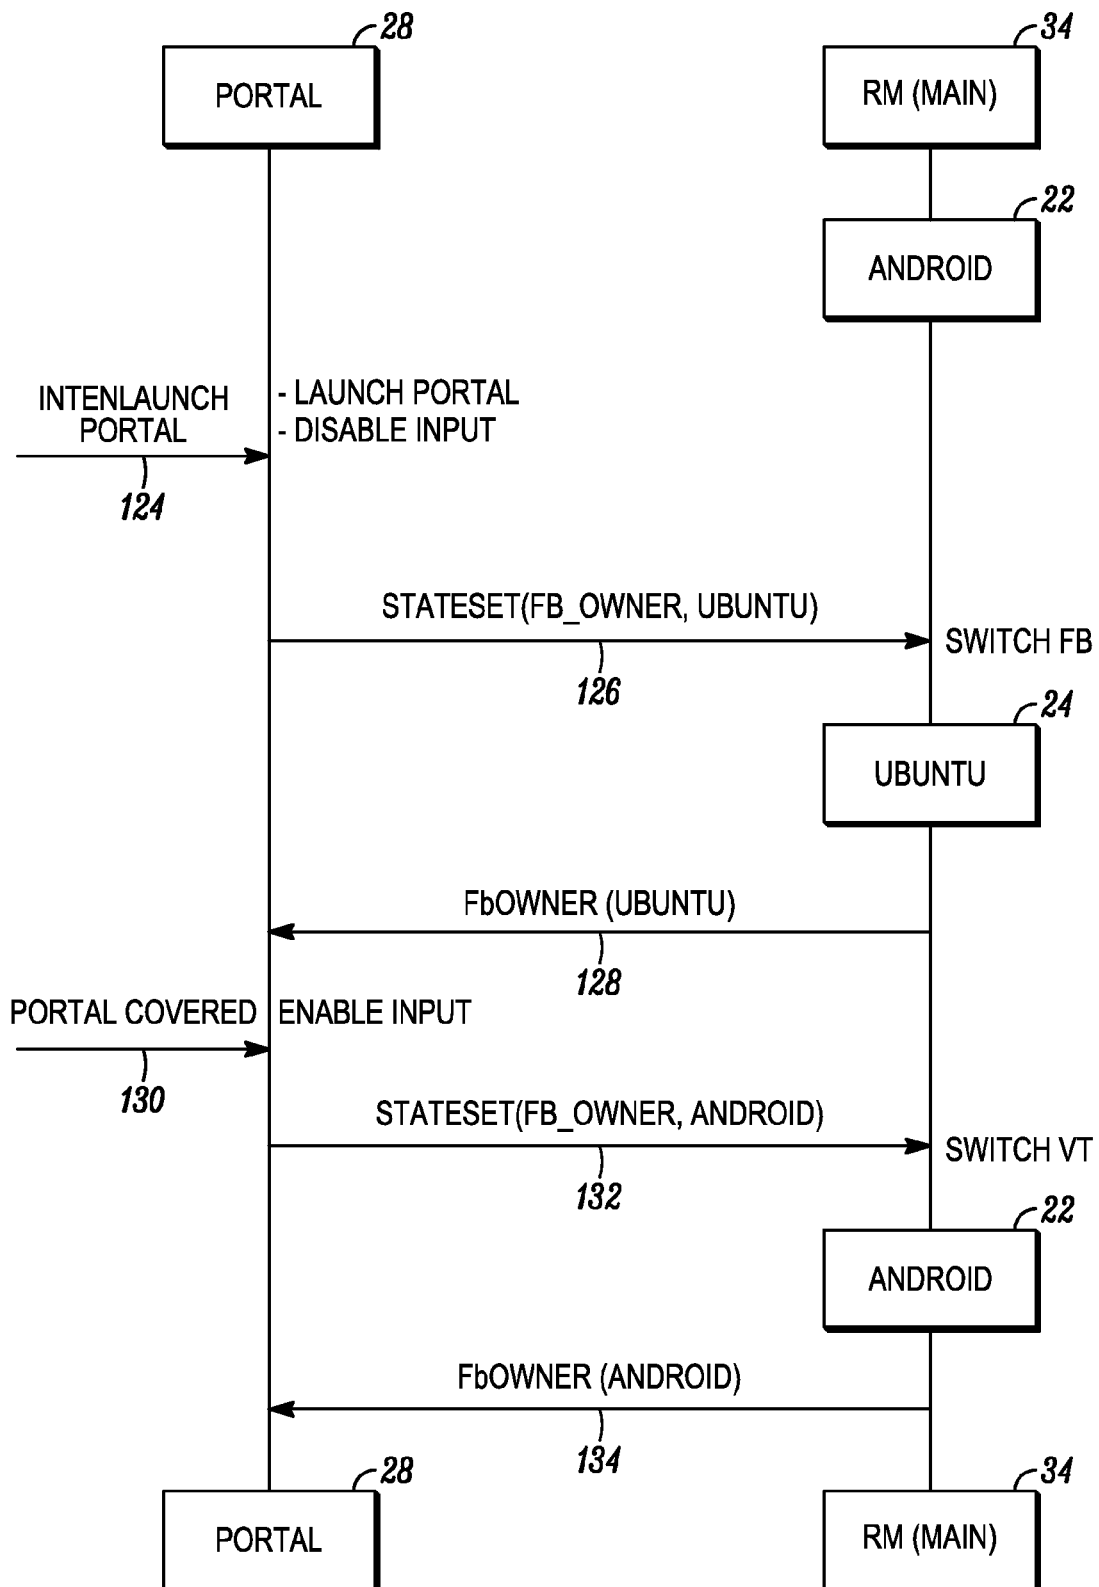 28
34
PORTAL
RM (MAIN)
22
ANDROID
INTENLAUNCH
PORTAL
- LAUNCH PORTAL
- DISABLE INPUT
124
STATESET(FB_OWNER, UBUNTU)
SWITCH FB
126
24
UBUNTU
FbOWNER (UBUNTU)
128
PORTAL COVERED
ENABLE INPUT
130
STATESET(FB_OWNER, ANDROID)
SWITCH VT
132
22
ANDROID
FbOWNER (ANDROID)
134
28
34
PORTAL
RM (MAIN)